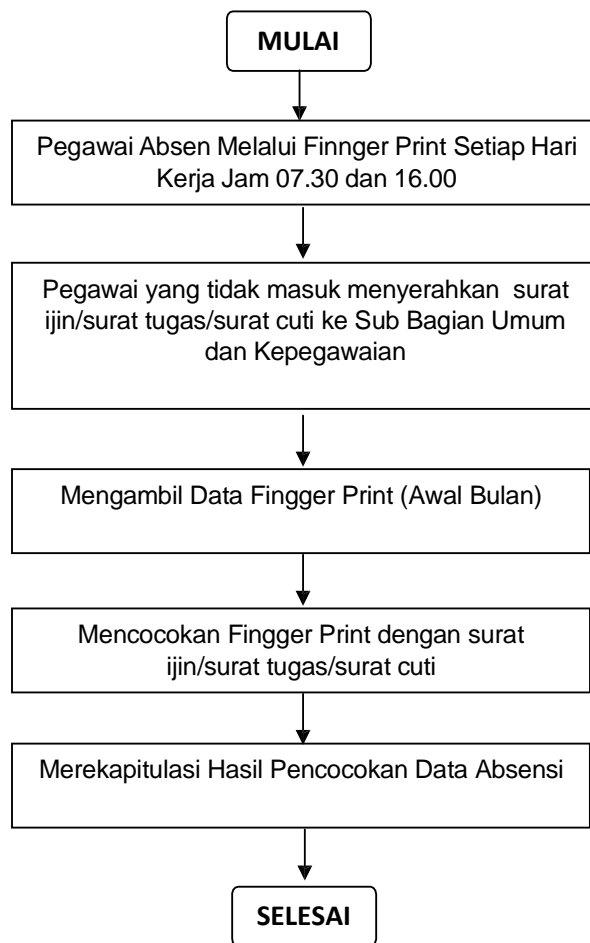 MULAI
Pegawai Absen Melalui Finnger Print Setiap Hari
Kerja Jam 07.30 dan 16.00
Pegawai yang tidak masuk menyerahkan surat
ijin/surat tugas/surat cuti ke Sub Bagian Umum
dan Kepegawaian
Mengambil Data Fingger Print (Awal Bulan)
Mencocokan Fingger Print dengan surat
ijin/surat tugas/surat cuti
Merekapitulasi Hasil Pencocokan Data Absensi
SELESAI